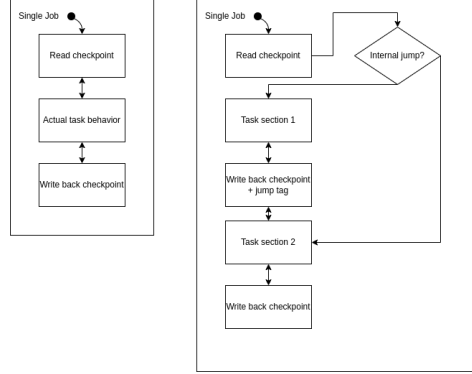 Single Job
Read checkpoint
Actual task behavior
Write back checkpoint
Single Job
Read checkpoint
Internal jump?
Task section 1
Write back checkpoint
+ jump tag
Task section 2
Write back checkpoint